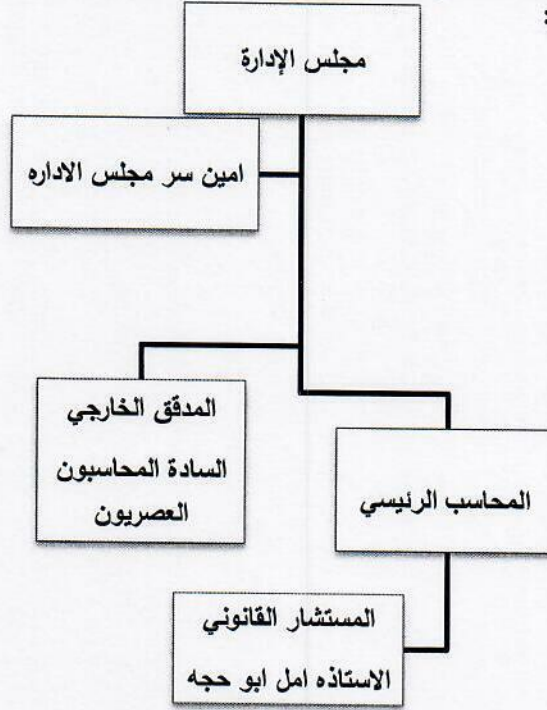 :
مجلس الإدارة
امين سر مجلس الاداره
المدقق الخارجي
السادة المحاسبون
العصريون
المحاسب الرئيسي
المستشار القانوني
الاستاذه امل ابو حجه